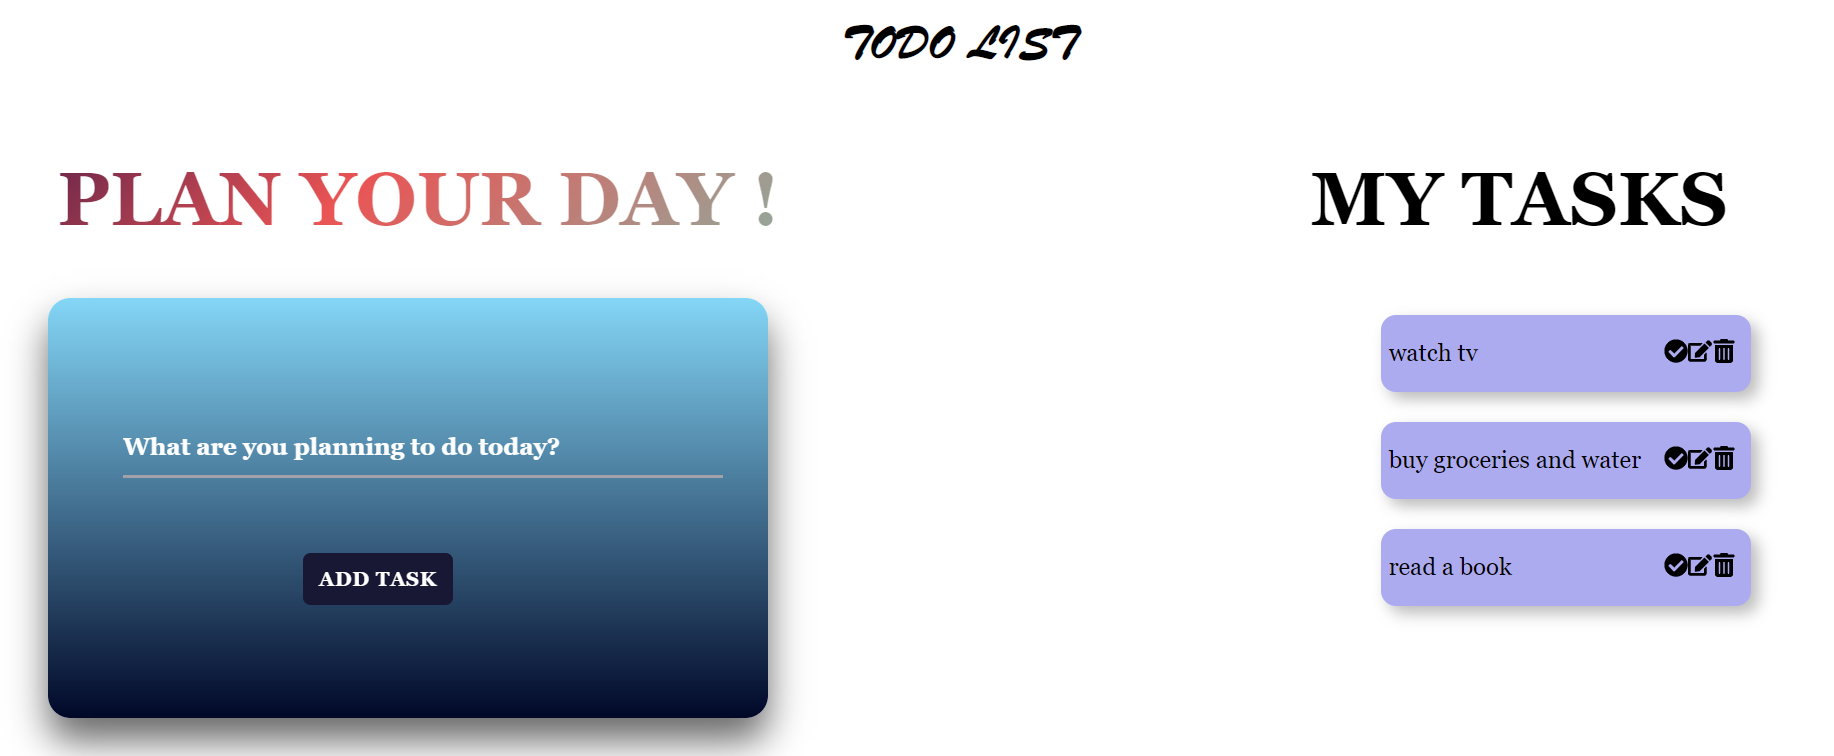 TODO LIST
PLAN YOUR DAY !
What are you planning to do today?
ADD TASK
MY TASKS
watch tv
buy groceries and water
read a book